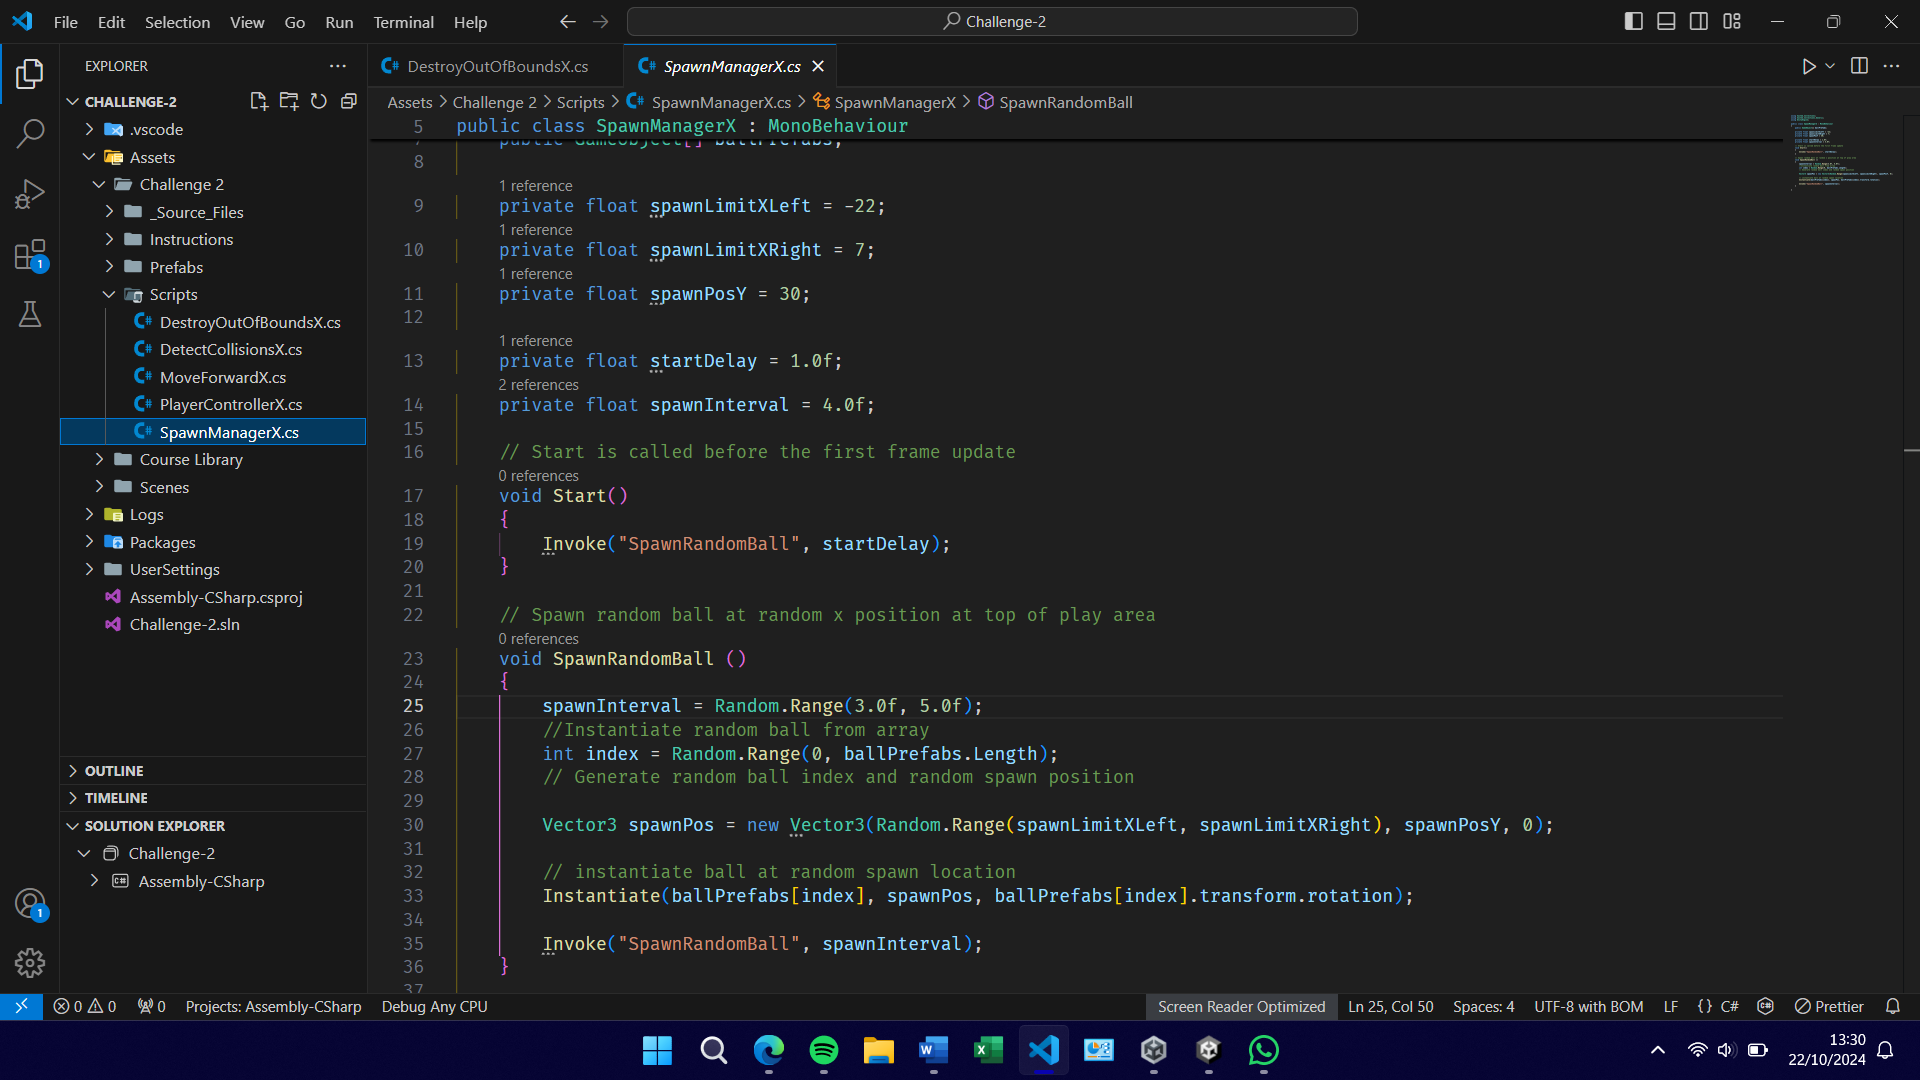 File Edit Selection View Go Run Terminal Help
Challenge-2
EXPLORER
CHALLENGE-2
.vscode
Assets
Challenge 2
_Source_Files
Instructions
Prefabs
Scripts
DestroyOutOfBoundsX.cs
DetectCollisionsX.cs
MoveForwardX.cs
PlayerControllerX.cs
SpawnManagerX.cs
Course Library
Scenes
Logs
Packages
UserSettings
Assembly-CSharp.csproj
Challenge-2.sln
OUTLINE
TIMELINE
SOLUTION EXPLORER
Challenge-2
Assembly-CSharp
1
1
DestroyOutOfBoundsX.cs
SpawnManagerX.cs
Assets > Challenge 2 > Scripts > SpawnManagerX.cs > SpawnManagerX > SpawnRandomBall
5 public class SpawnManagerX : MonoBehaviour
7 public GameObject[] ballPrefabs;
8
1 reference
9 private float spawnLimitXLeft = -22;
1 reference
10 private float spawnLimitXRight = 7;
1 reference
11 private float spawnPosY = 30;
12
1 reference
13 private float startDelay = 1.0f;
2 references
14 private float spawnInterval = 4.0f;
15
16 // Start is called before the first frame update
0 references
17 void Start()
18 {
19 Invoke("SpawnRandomBall", startDelay);
20 }
21
22 // Spawn random ball at random x position at top of play area
0 references
23 void SpawnRandomBall ()
24 {
25 spawnInterval = Random.Range(3.0f, 5.0f);
26 //Instantiate random ball from array
27 int index = Random.Range(0, ballPrefabs.Length);
28 // Generate random ball index and random spawn position
29
30 Vector3 spawnPos = new Vector3(Random.Range(spawnLimitXLeft, spawnLimitXRight), spawnPosY, 0);
31
32 // instantiate ball at random spawn location
33 Instantiate(ballPrefabs[index], spawnPos, ballPrefabs[index].transform.rotation);
34
35 Invoke("SpawnRandomBall", spawnInterval);
36 }
37
0 0 0 Projects: Assembly-CSharp Debug Any CPU Screen Reader Optimized Ln 25, Col 50 Spaces: 4 UTF-8 with BOM LF {} C# Prettier
13:30
22/10/2024